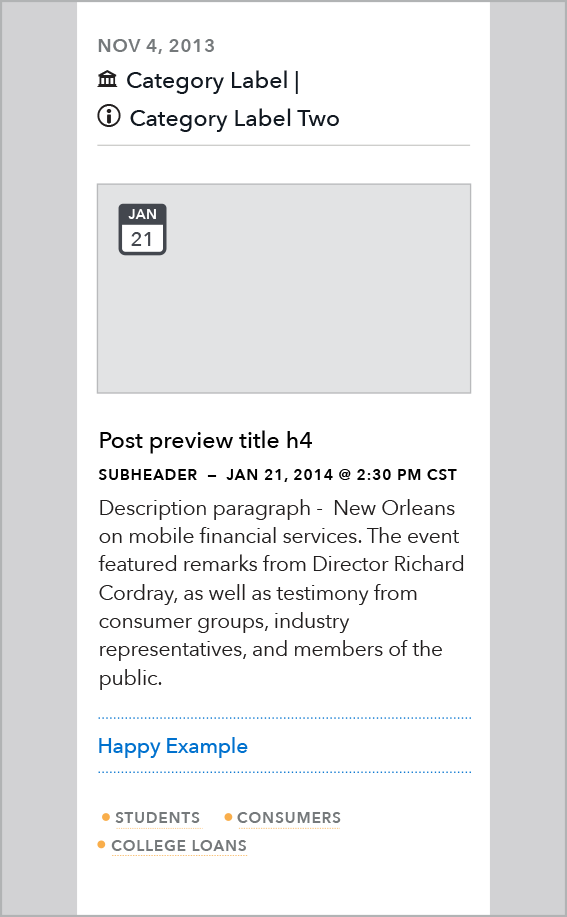 NOV 4, 2013
Category Label |
Category Label Two
JAN
21
Post preview title h4
SUBHEADER – JAN 21, 2014 @ 2:30 PM CST
Description paragraph -  New Orleans
on mobile financial services. The event
featured remarks from Director Richard
Cordray, as well as testimony from
consumer groups, industry
representatives, and members of the
public.
Happy Example
STUDENTS CONSUMERS
COLLEGE LOANS